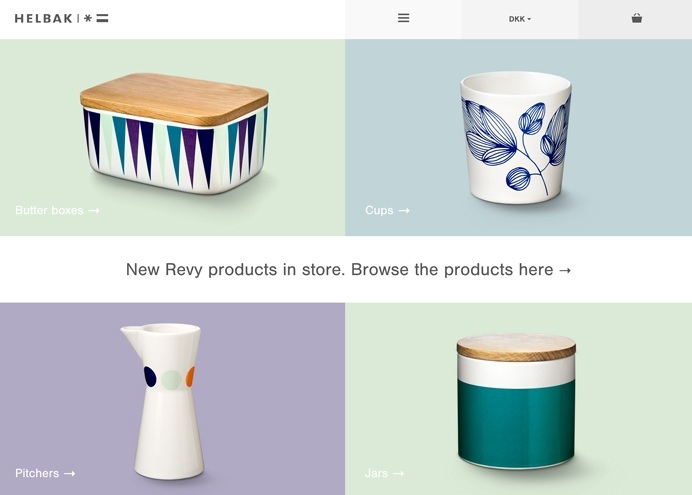 HELBAK
DKK
Butter boxes →
Cups →
New Revy products in store. Browse the products here →
Pitchers →
Jars →